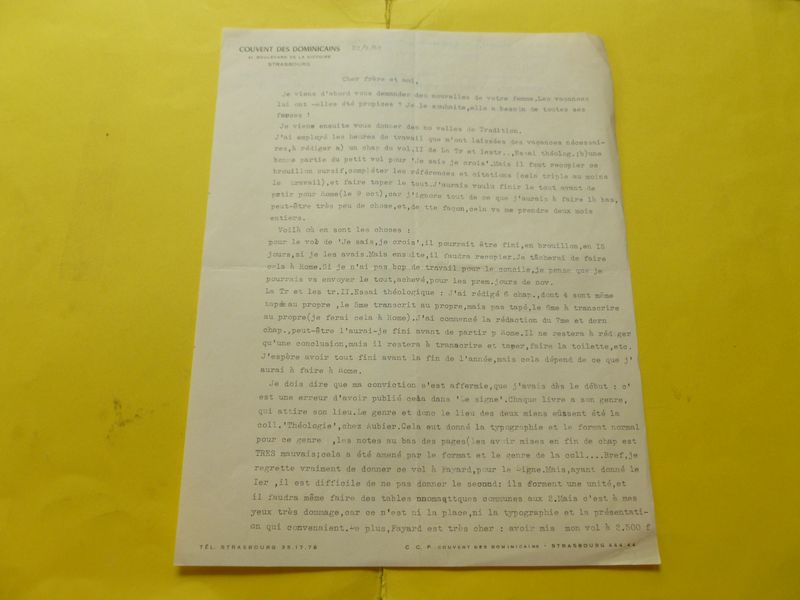 COUVENT DES DOMINICAINS
41 BOULEVARD DE LA VICTOIRE
STRASBOURG
Cher frère et ami,
Je viens d'abord vous demander des nouvelles de votre femme.Les vacances
lui ont -elles été propices ? Je le souhaite,elle a besoin de toutes ses
forces !
Je viens ensuite vous donner des no velles de Tradition.
J'ai employé les heures de travail que m'ont laissées des vacances nécessai-
res,à rédiger a) un chap du vol.II de La Tr et lestr..,Essai théolog.;b)une
bonne partie du petit vol pour 'Je sais je crois'.Mais il faut recopier ce
brouillon cursif,compléter les références et citations (cela triple au moins
le travail),et faire taper le tout.J'aurais voulu finir le tout avant de
partir pour Rome(le 9 oct),car j'ignore tout de ce que j'aurais à faire là bas,
peut-être très peu de chose,et,de tte façon,cela va me prendre deux mois
entiers.
Voilà où en sont les choses :
pour le vol de 'Je sais,je crois',il pourrait être fini,en brouillon,en 15
jours,si je les avais.Mais ensuite,il faudra recopier.Je tâcherai de faire
cela à Rome.Si je n'ai pas bcp de travail pour le concile,je pense que je
pourrais vs envoyer le tout,achevé,pour les prem.jours de nov.
La Tr et les tr.II.Essai théologique : J'ai rédigé 6 chap.,dont 4 sont même
tapés au propre ,le 5me transcrit au propre,mais pas tapé,le 6me à transcrire
au propre(je ferai cela à Rome).J'ai commencé la rédaction du 7me et dern
chap.,peut-être l'aurai-je fini avant de partir p Rome.Il ne restera à rédiger
qu'une conclusion,mais il restera à transcrire et taper,faire la toilette,etc.
J'espère avoir tout fini avant la fin de l'année,mais cela dépend de ce que j'
aurai à faire à Rome.
Je dois dire que ma conviction s'est affermie,que j'avais dès le début : c'
est une erreur d'avoir publié cela dans 'Le signe'.Chaque livre a son genre,
qui attire son lieu.Le genre et donc le lieu des deux miens eûssent été la
coll.'Théologie',chez Aubier.Cela eut donné la typographie et le format normal
pour ce genre ,les notes au bas des pages(les avoir mises en fin de chap est
TRES mauvais;cela a été amené par le format et le genre de la coll....Bref,je
regrette vraiment de donner ce vol à Fayard,pour Le Signe.Mais,ayant donné le
Ier ,il est difficile de ne pas donner le second: ils forment une unité,et
il faudra même faire des tables communes aux 2.Mais c'est à mes
yeux très dommage,car ce n'est ni la place,ni la typographie et la présentati-
on qui convenaient.De plus,Fayard est très cher : avoir mis mon vol à 2.500 f
TÉL. STRASBOURG 35.17.78 C. C. P. COUVENT DES DOMINICAINS - STRASBOURG 444-44